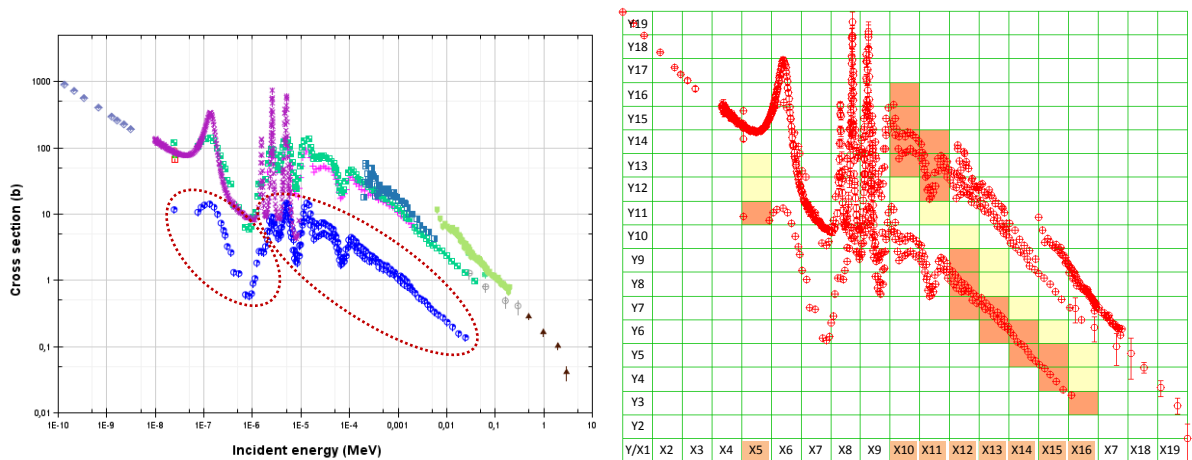 Cross section (b)
1000
100
10
1
0,1
0,01
1E-10
1E-9
1E-8
1E-7
1E-6
1E-5
1E-4
0,001
0,01
0,1
1
10
Incident energy (MeV)
Y19
Y18
Y17
Y16
Y15
Y14
Y13
Y12
Y11
Y10
Y9
Y8
Y7
Y6
Y5
Y4
Y3
Y2
Y/X1 X2 X3 X4 X5 X6 X7 X8 X9 X10 X11 X12 X13 X14 X15 X16 X7 X18 X19